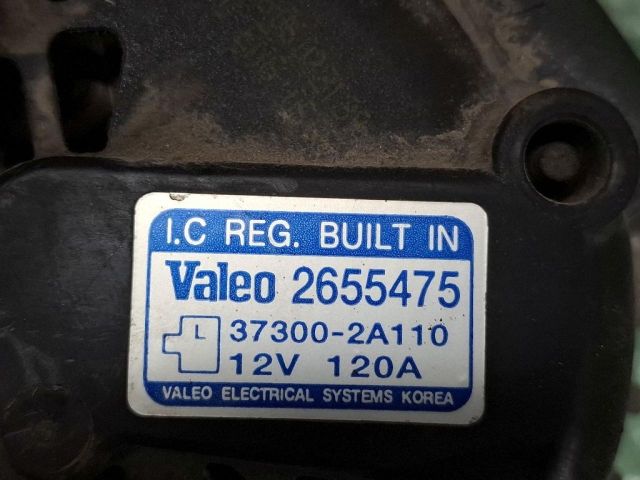 I.C REG. BUILT IN
Valeo 2655475
L 37300-2A110
12V 120A
VALEO ELECTRICAL SYSTEMS KOREA